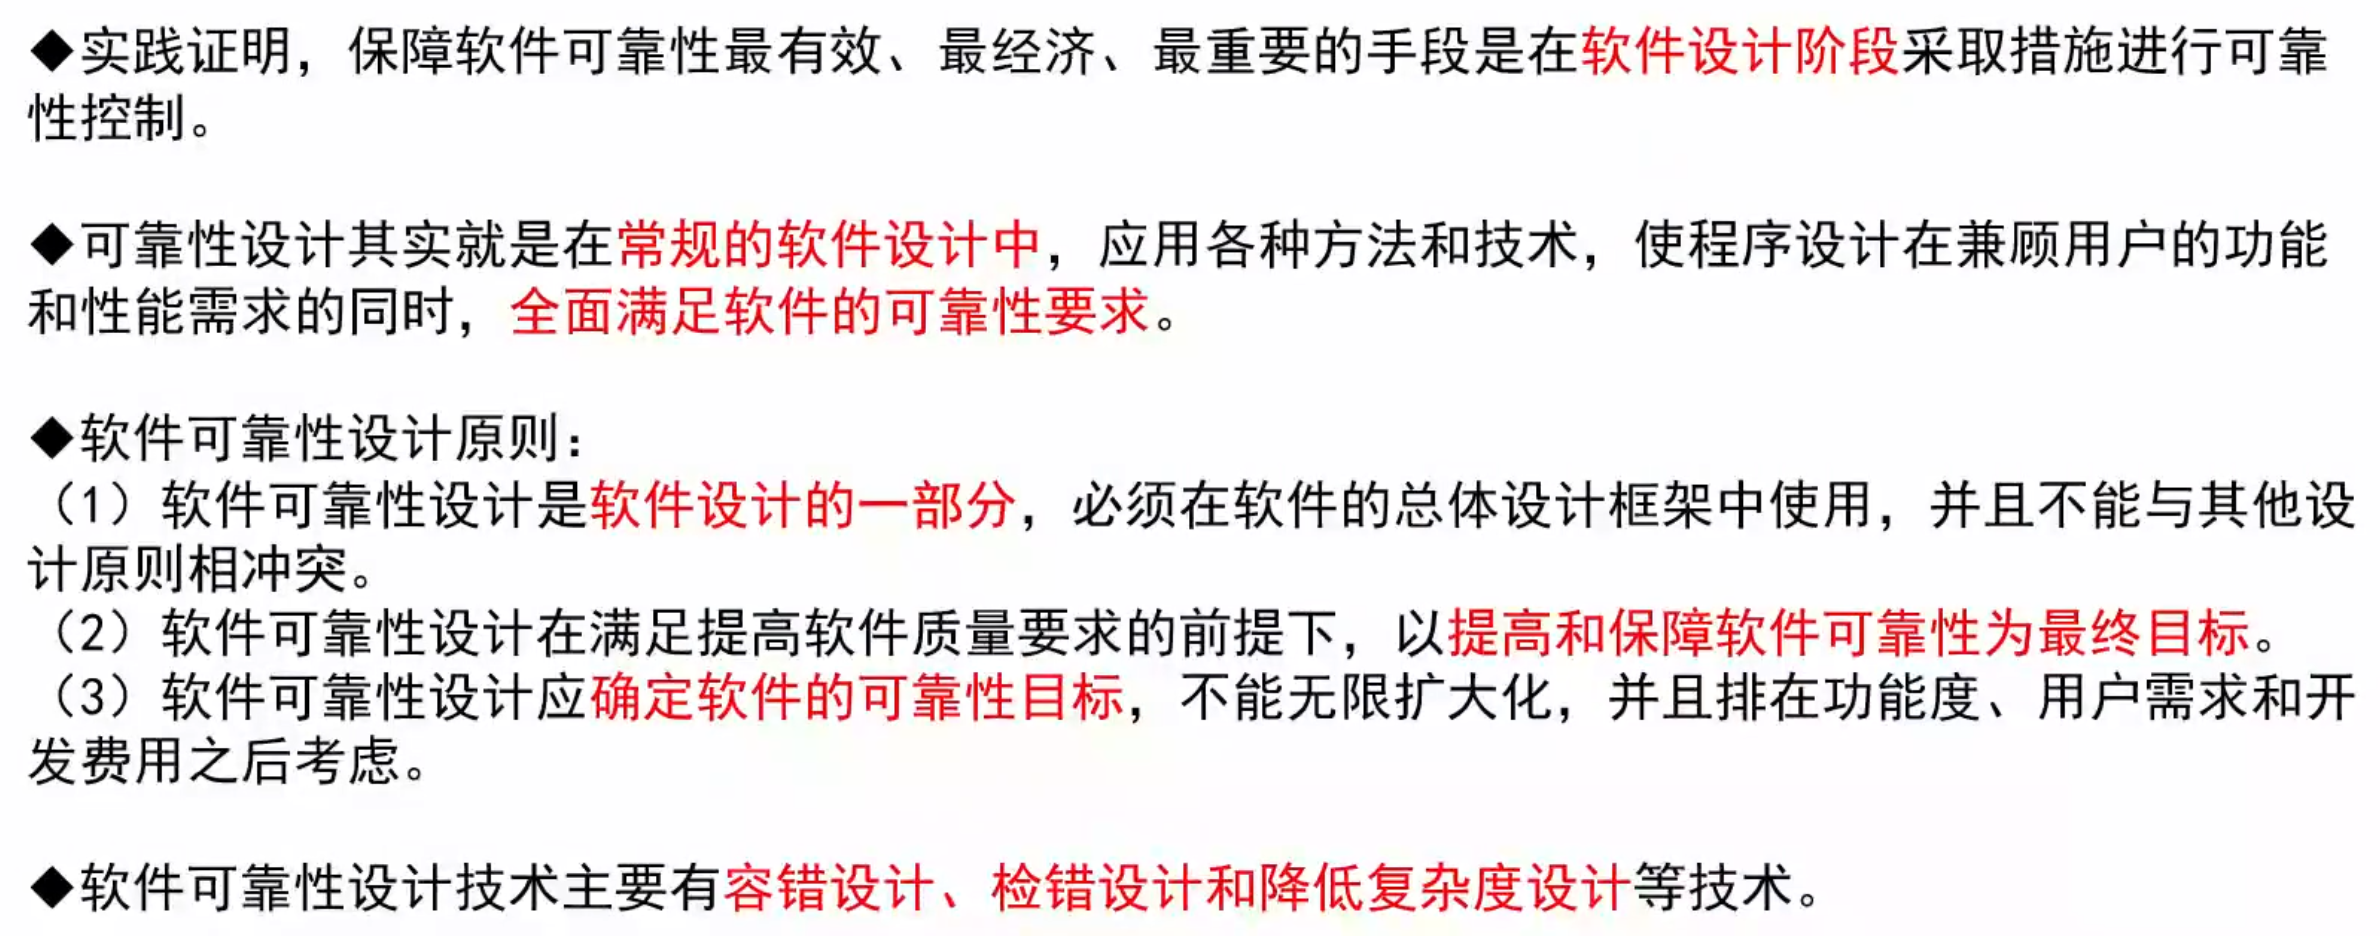 ◆实践证明，保障软件可靠性最有效、最经济、最重要的手段是在软件设计阶段采取措施进行可靠
性控制。
◆可靠性设计其实就是在常规的软件设计中，应用各种方法和技术，使程序设计在兼顾用户的功能
和性能需求的同时，全面满足软件的可靠性要求。
◆软件可靠性设计原则：
（1）软件可靠性设计是软件设计的一部分，必须在软件的总体设计框架中使用，并且不能与其他设
计原则相冲突。
（2）软件可靠性设计在满足提高软件质量要求的前提下，以提高和保障软件可靠性为最终目标。
（3）软件可靠性设计应确定软件的可靠性目标，不能无限扩大化，并且排在功能度、用户需求和开
发费用之后考虑。
◆软件可靠性设计技术主要有容错设计、检错设计和降低复杂度设计等技术。